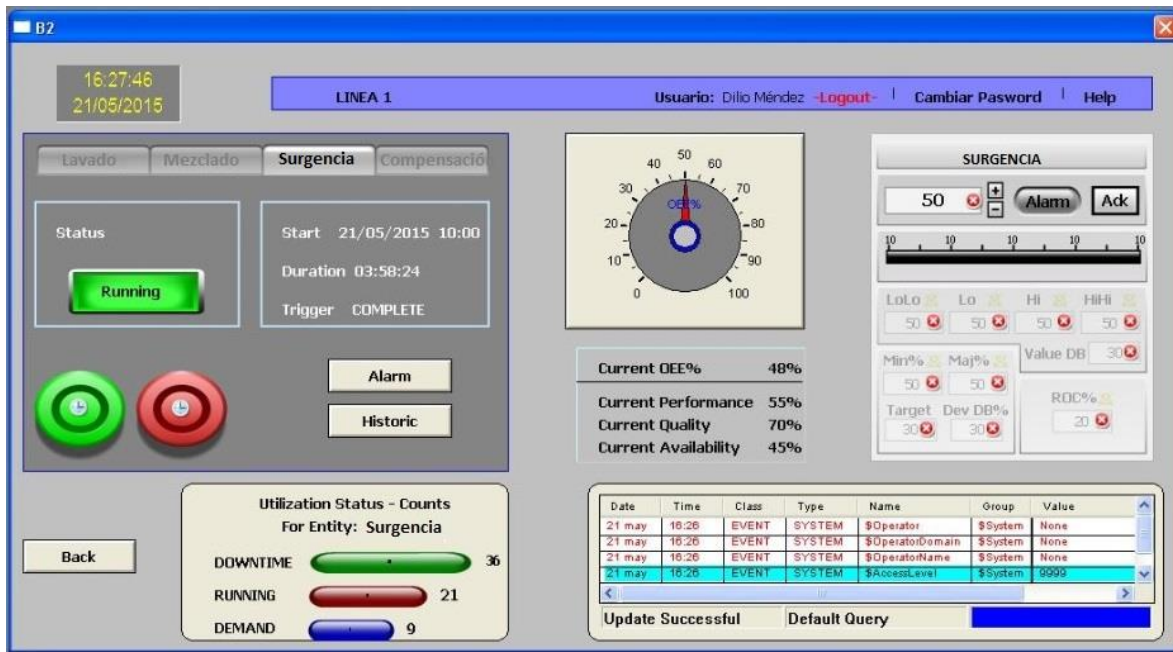 B2
16:27:46
21/05/2015
LINEA 1 Usuario: Dilio Méndez -Logout- | Cambiar Pasword | Help
Lavado Mezclado Surgencia Compensació
Status
Running
Start 21/05/2015 10:00
Duration 03:58:24
Trigger COMPLETE
Alarm
Historic
0 10 20 30 40 50 60 70 80 90 100
OEE%
Current OEE% 48%
Current Performance 55%
Current Quality 70%
Current Availability 45%
SURGENCIA
50 + - Alarm Ack
10 10 10 10 10
LoLo Lo Hi HiHi
50 50 50 50
Min% Maj% Value DB 30
50 50
ROC%
20
Target Dev DB%
30 30
Utilization Status - Counts
For Entity: Surgencia
DOWNTIME 36
RUNNING 21
DEMAND 9
Back
Date Time Class Type Name Group Value
21 may 16:26 EVENT SYSTEM $Operator $System None
21 may 16:26 EVENT SYSTEM $OperatorDomain $System None
21 may 16:26 EVENT SYSTEM $OperatorName $System None
21 may 16:26 EVENT SYSTEM $AccessLevel $System 9999
Update Successful Default Query